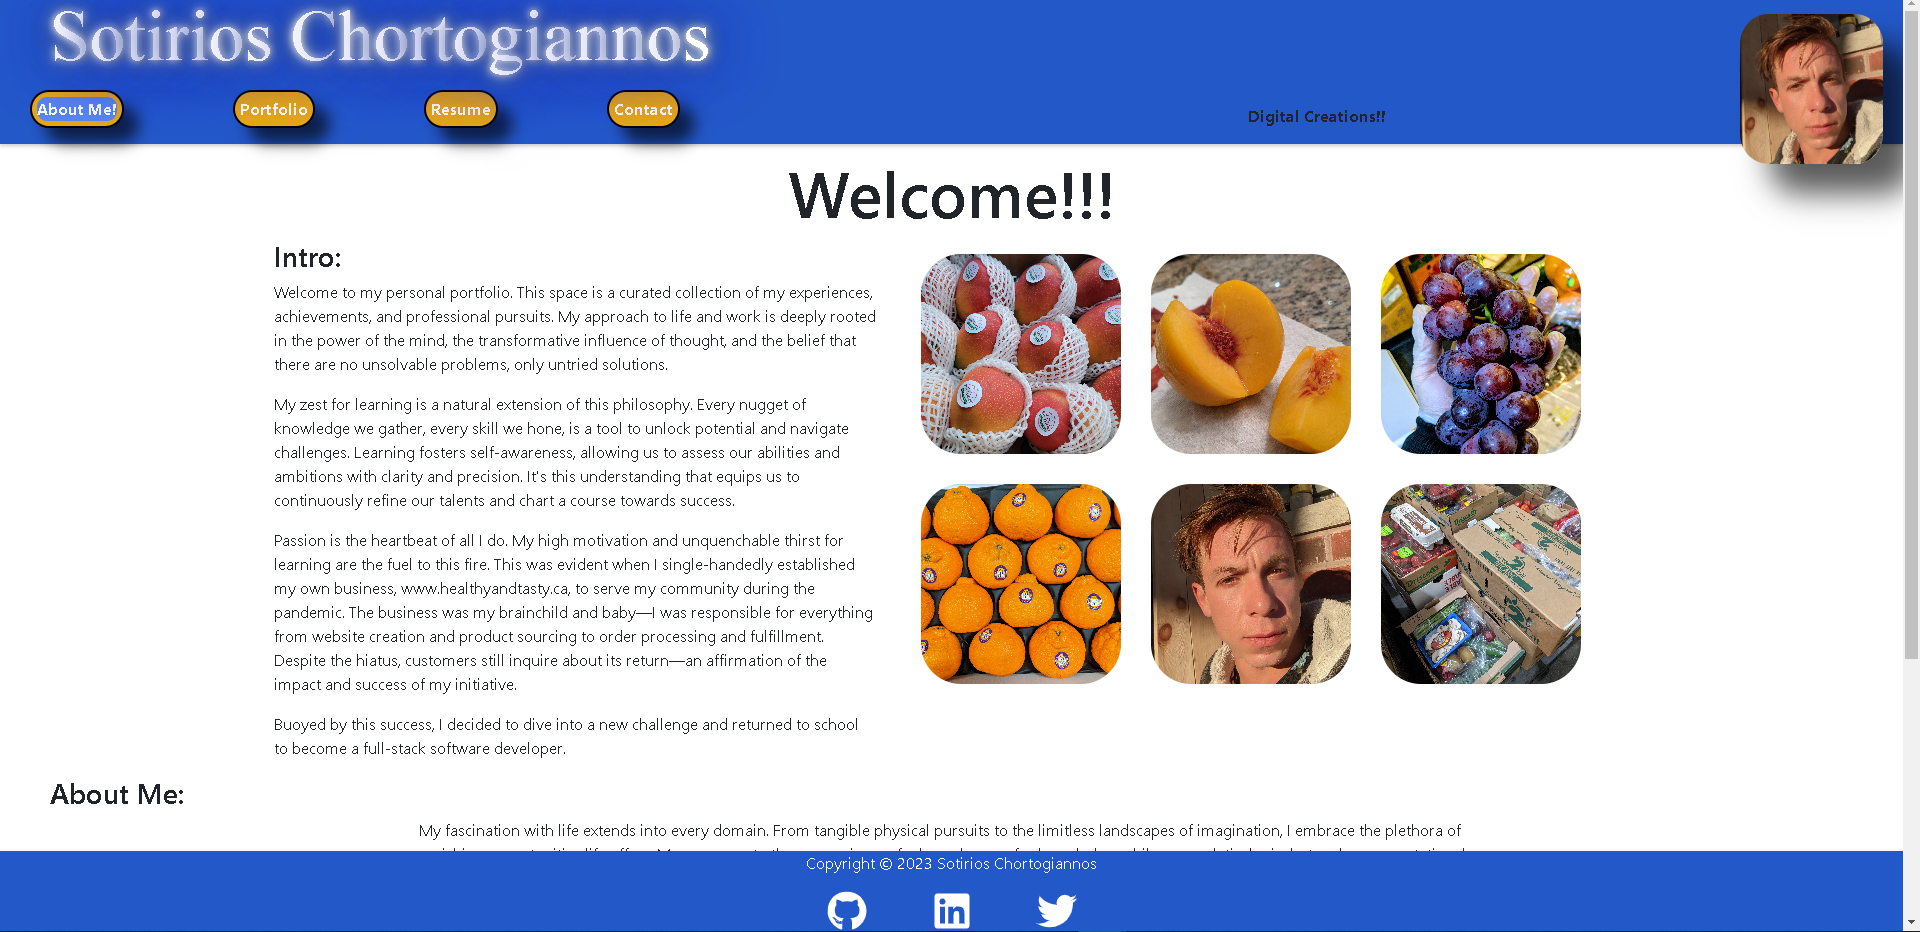 Sotirios Chortogiannos
About Me!
Portfolio
Resume
Contact
Digital Creations!!
Welcome!!!
Intro:
Welcome to my personal portfolio. This space is a curated collection of my experiences,
achievements, and professional pursuits. My approach to life and work is deeply rooted
in the power of the mind, the transformative influence of thought, and the belief that
there are no unsolvable problems, only untried solutions.
My zest for learning is a natural extension of this philosophy. Every nugget of
knowledge we gather, every skill we hone, is a tool to unlock potential and navigate
challenges. Learning fosters self-awareness, allowing us to assess our abilities and
ambitions with clarity and precision. It's this understanding that equips us to
continuously refine our talents and chart a course towards success.
Passion is the heartbeat of all I do. My high motivation and unquenchable thirst for
learning are the fuel to this fire. This was evident when I single-handedly established
my own business, www.healthyandtasty.ca, to serve my community during the
pandemic. The business was my brainchild and baby—I was responsible for everything
from website creation and product sourcing to order processing and fulfillment.
Despite the hiatus, customers still inquire about its return—an affirmation of the
impact and success of my initiative.
Buoyed by this success, I decided to dive into a new challenge and returned to school
to become a full-stack software developer.
About Me:
My fascination with life extends into every domain. From tangible physical pursuits to the limitless landscapes of imagination, I embrace the plethora of
Copyright © 2023 Sotirios Chortogiannos